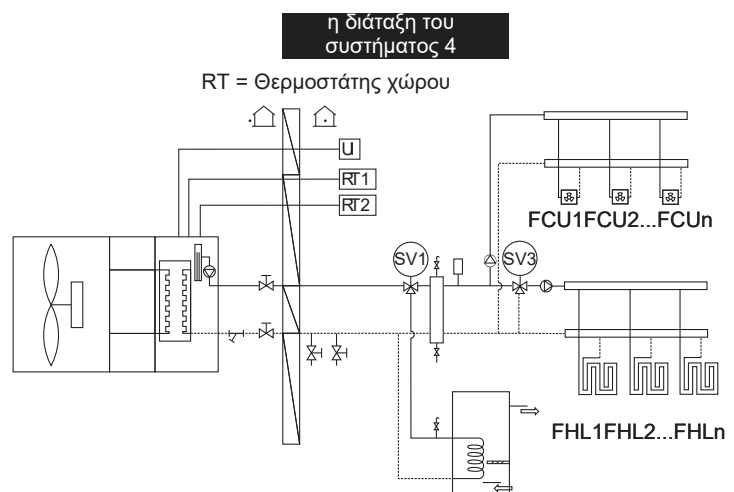 η διάταξη του
συστήματος 4
RT = Θερμοστάτης χώρου
U
RT1
RT2
SV1
SV3
FCU1FCU2...FCUn
FHL1FHL2...FHLn